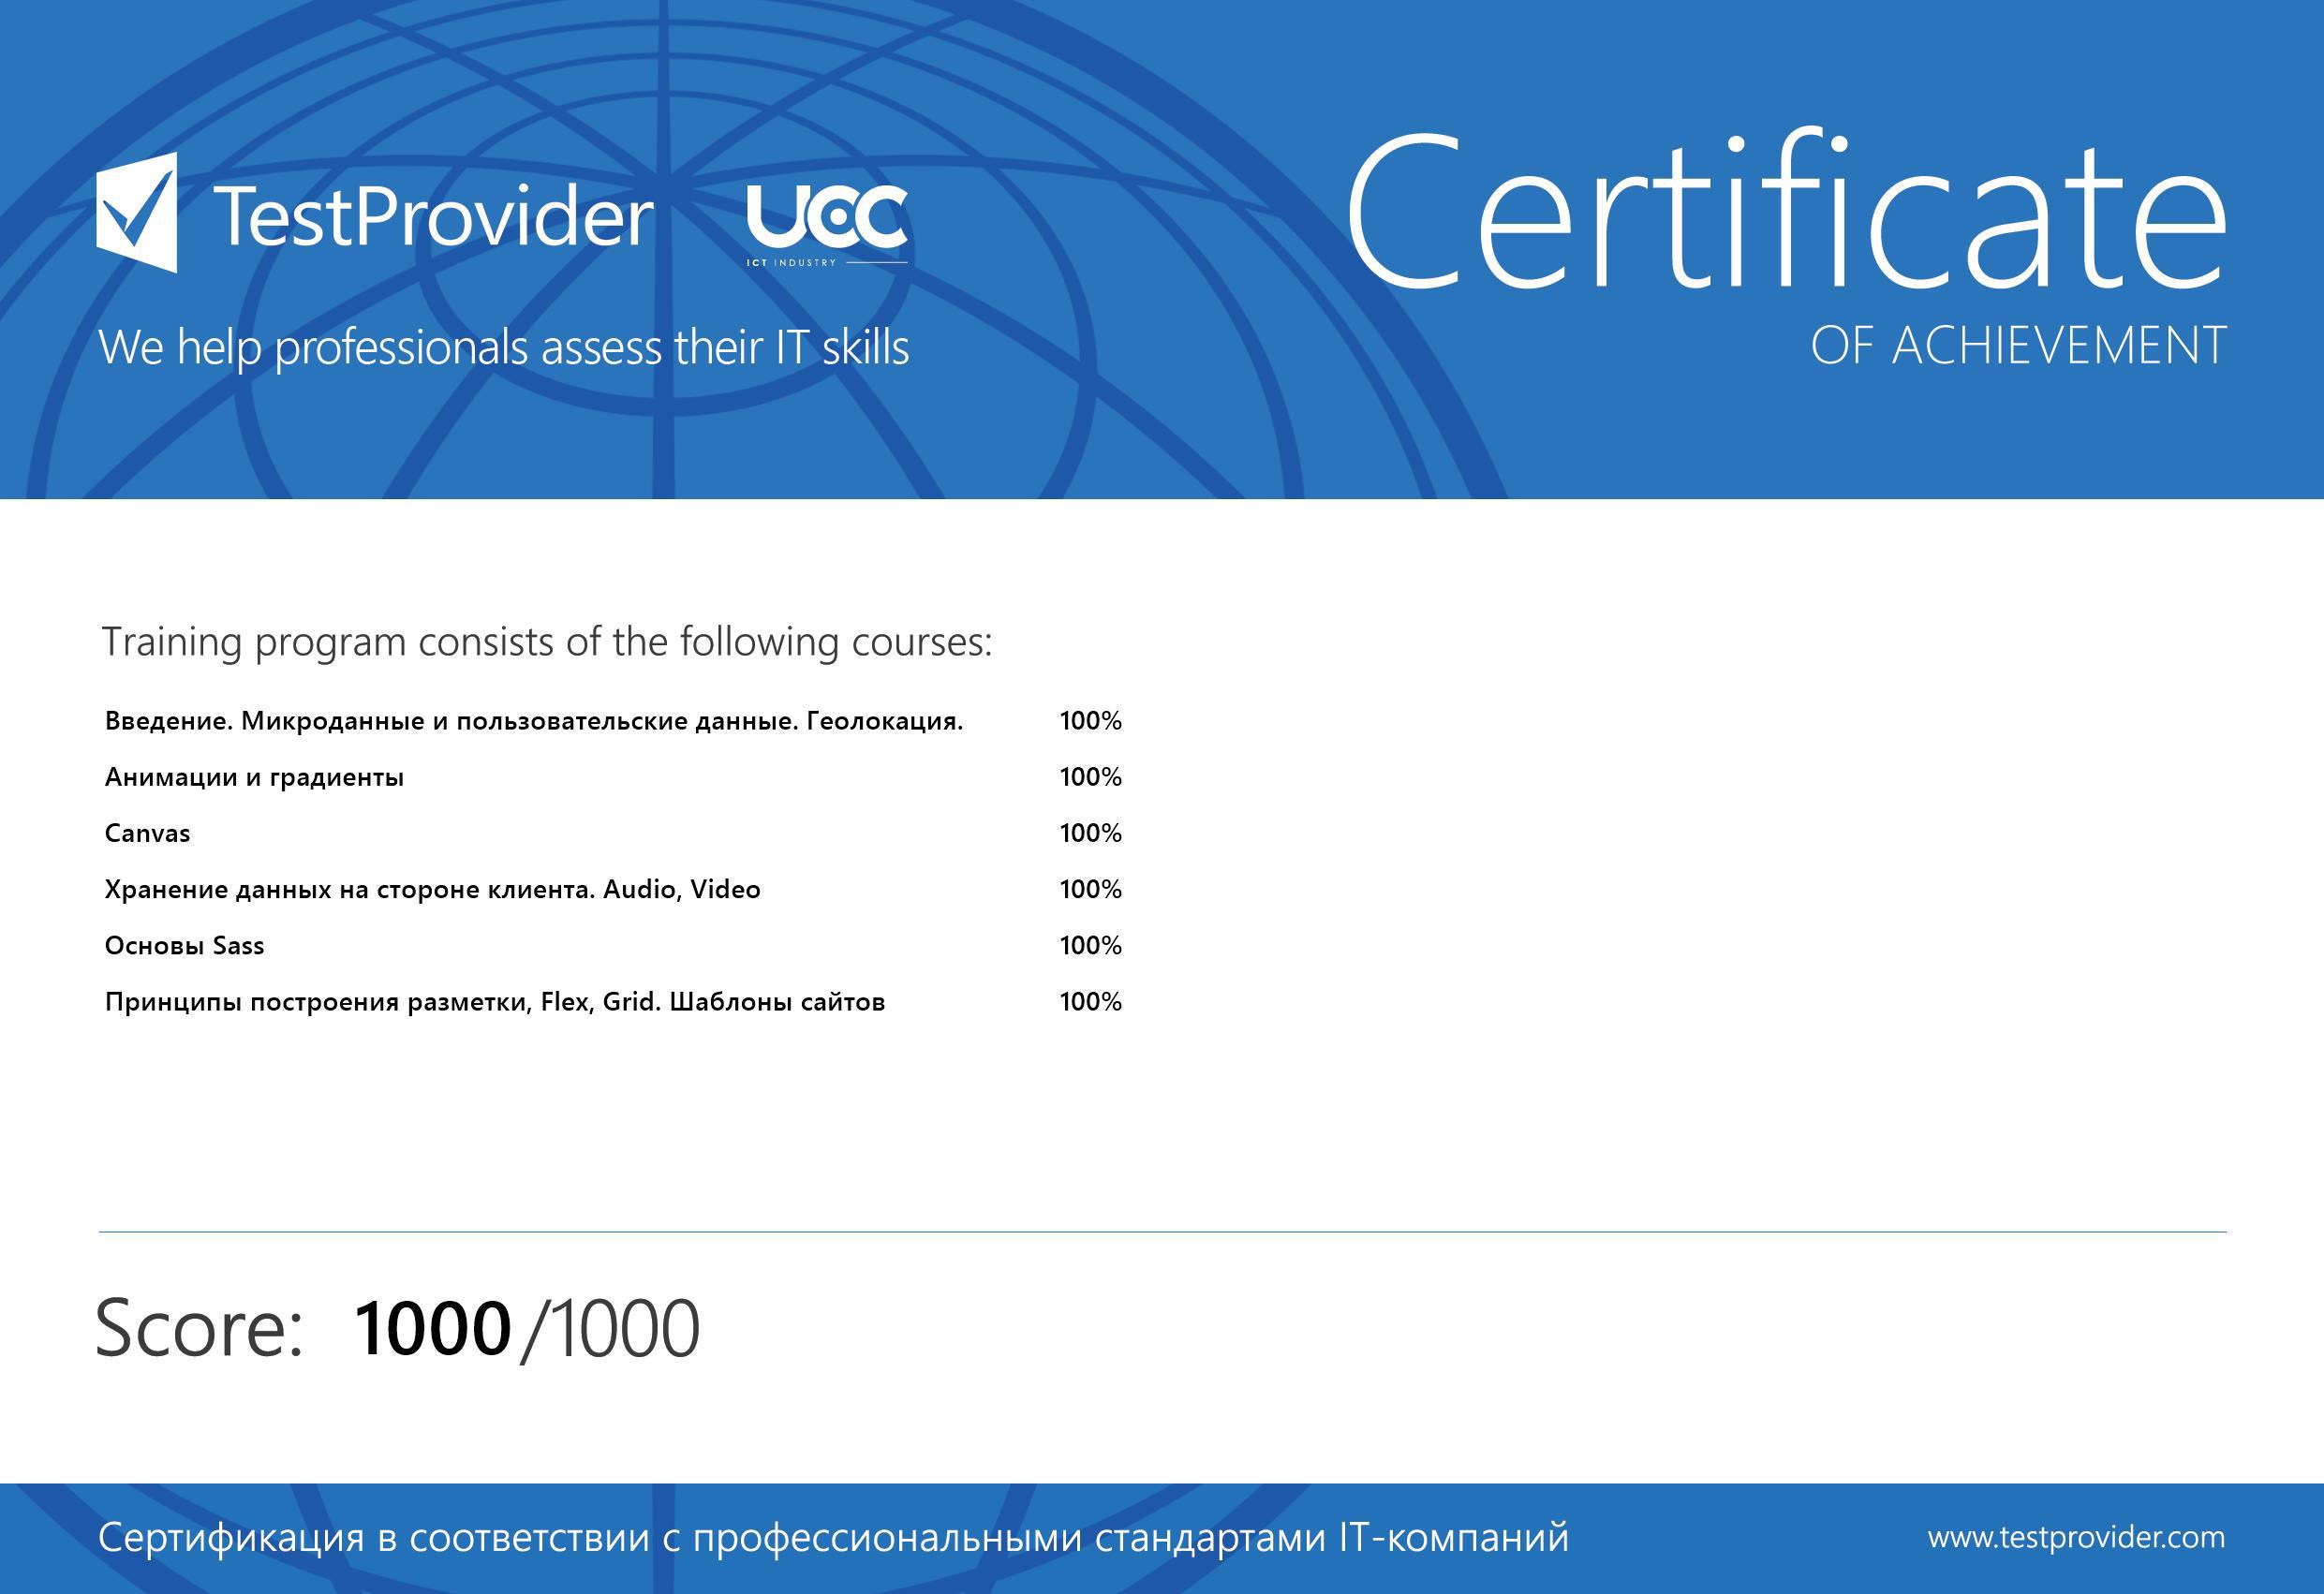 TestProvider
UCC
ICT INDUSTRY
We help professionals assess their IT skills
Certificate
OF ACHIEVEMENT
Training program consists of the following courses:
Введение. Микроданные и пользовательские данные. Геолокация. 100%
Анимации и градиенты 100%
Canvas 100%
Хранение данных на стороне клиента. Audio, Video 100%
Основы Sass 100%
Принципы построения разметки, Flex, Grid. Шаблоны сайтов 100%
Score: 1000/1000
Сертификация в соответствии с профессиональными стандартами IT-компаний
www.testprovider.com